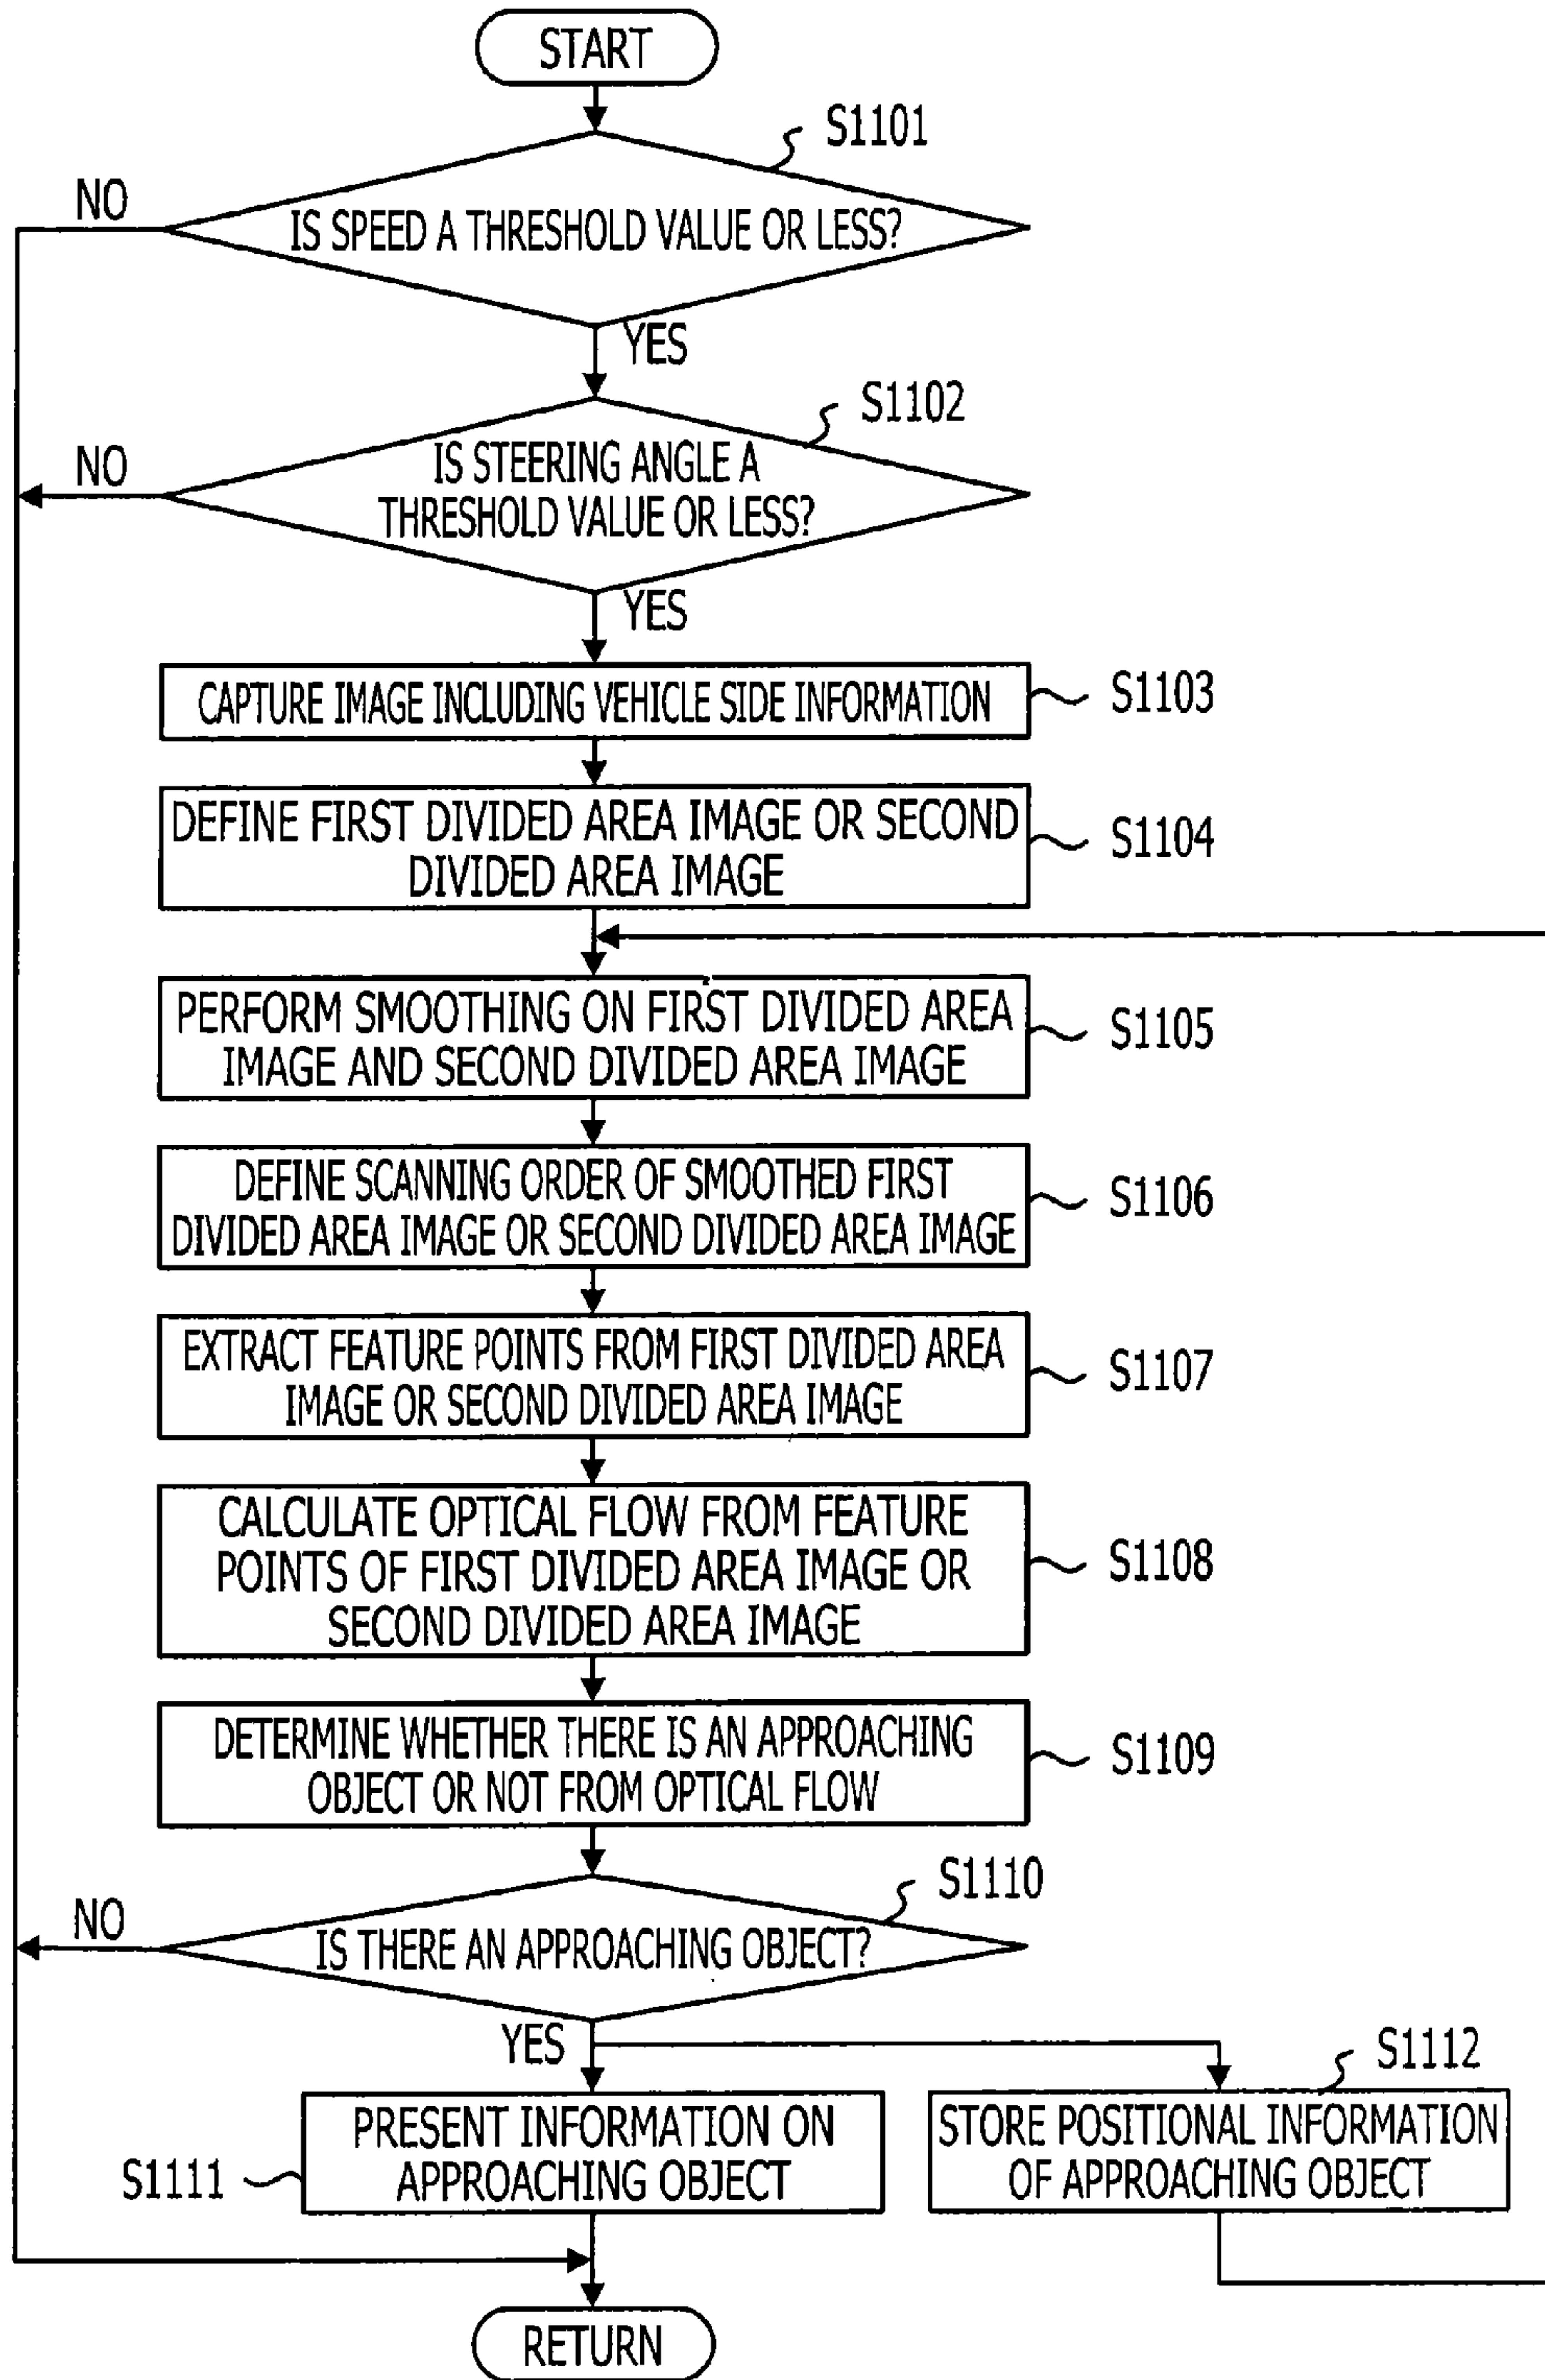 START
S1101
NO
IS SPEED A THRESHOLD VALUE OR LESS?
YES
S1102
NO
IS STEERING ANGLE A
THRESHOLD VALUE OR LESS?
YES
CAPTURE IMAGE INCLUDING VEHICLE SIDE INFORMATION
S1103
DEFINE FIRST DIVIDED AREA IMAGE OR SECOND
DIVIDED AREA IMAGE
S1104
PERFORM SMOOTHING ON FIRST DIVIDED AREA
IMAGE AND SECOND DIVIDED AREA IMAGE
S1105
DEFINE SCANNING ORDER OF SMOOTHED FIRST
DIVIDED AREA IMAGE OR SECOND DIVIDED AREA IMAGE
S1106
EXTRACT FEATURE POINTS FROM FIRST DIVIDED AREA
IMAGE OR SECOND DIVIDED AREA IMAGE
S1107
CALCULATE OPTICAL FLOW FROM FEATURE
POINTS OF FIRST DIVIDED AREA IMAGE OR
SECOND DIVIDED AREA IMAGE
S1108
DETERMINE WHETHER THERE IS AN APPROACHING
OBJECT OR NOT FROM OPTICAL FLOW
S1109
S1110
NO
IS THERE AN APPROACHING OBJECT?
YES
S1112
PRESENT INFORMATION ON
APPROACHING OBJECT
S1111
STORE POSITIONAL INFORMATION
OF APPROACHING OBJECT
RETURN